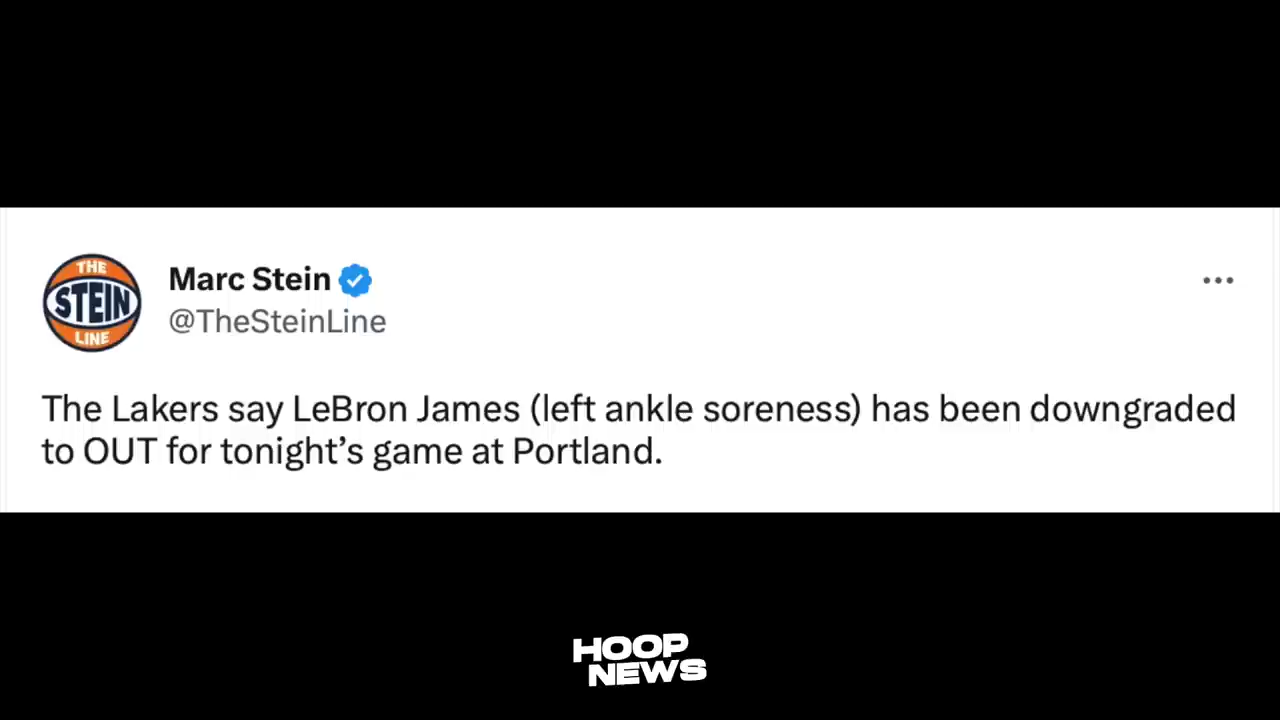 THE
STEIN
LINE
Marc Stein
@TheSteinLine
The Lakers say LeBron James (left ankle soreness) has been downgraded
to OUT for tonight’s game at Portland.
HOOP
NEWS